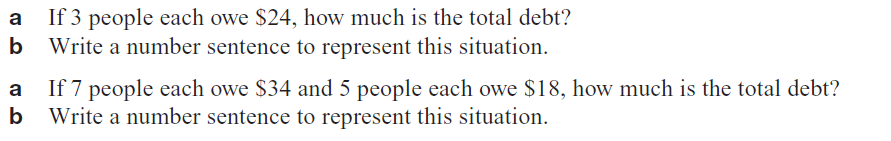 a If 3 people each owe $24, how much is the total debt?
b Write a number sentence to represent this situation.
a If 7 people each owe $34 and 5 people each owe $18, how much is the total debt?
b Write a number sentence to represent this situation.